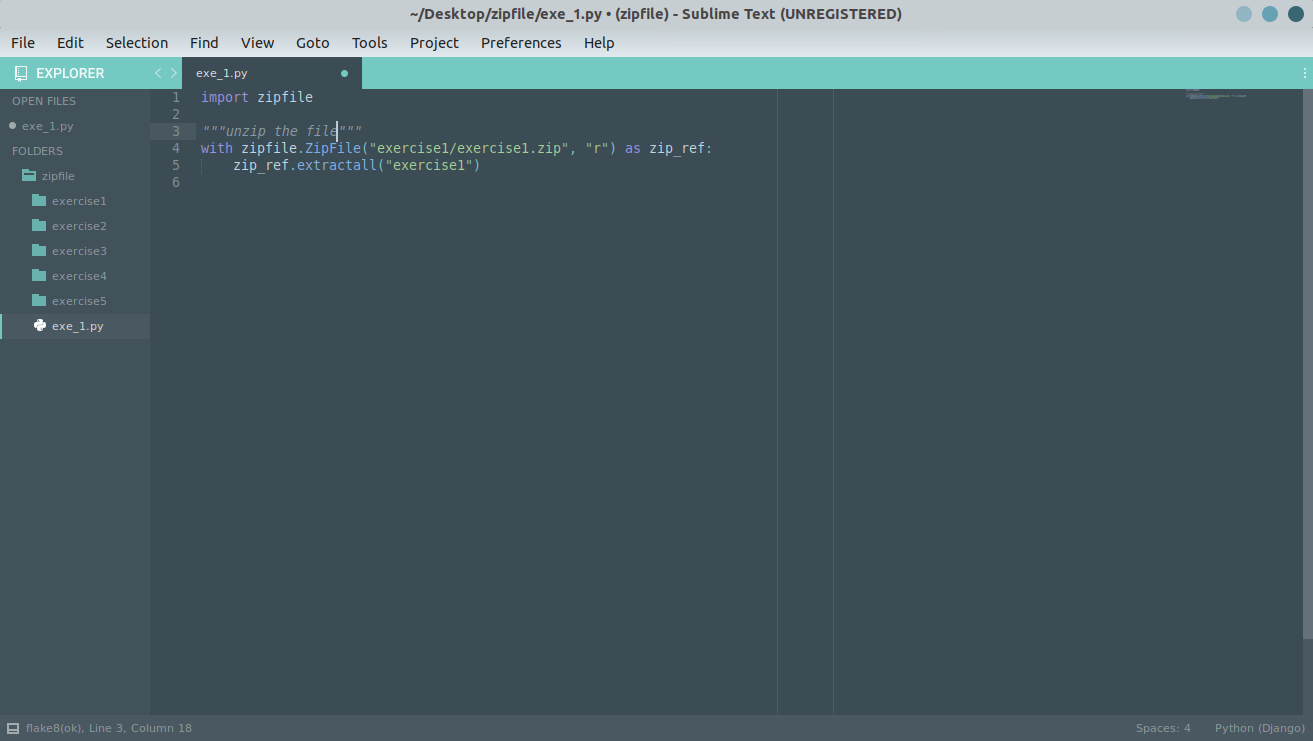 ~/Desktop/zipfile/exe_1.py • (zipfile) - Sublime Text (UNREGISTERED)
File Edit Selection Find View Goto Tools Project Preferences Help
EXPLORER
exe_1.py
OPEN FILES
exe_1.py
FOLDERS
zipfile
exercise1
exercise2
exercise3
exercise4
exercise5
exe_1.py
1 import zipfile
2
3 """unzip the file"""
4 with zipfile.ZipFile("exercise1/exercise1.zip", "r") as zip_ref:
5     zip_ref.extractall("exercise1")
6
flake8(ok), Line 3, Column 18
Spaces: 4
Python (Django)